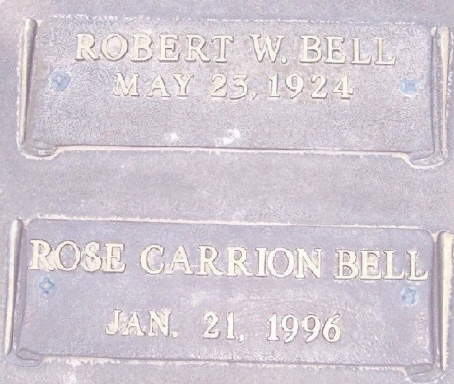 ROBERT W. BELL
MAY 23, 1924
ROSE CARRION BELL
JAN. 21, 1996